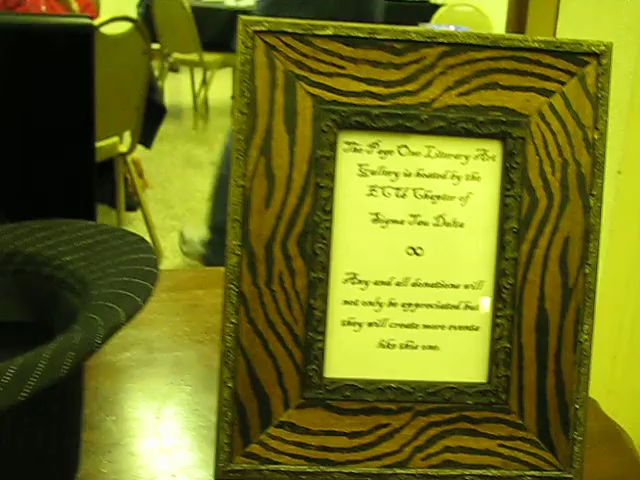 The Page One Literary Art
Gallery is hosted by the
ECU Chapter of
Sigma Tau Delta
∞
Any and all donations will
not only be appreciated but
they will create more events
like this one.